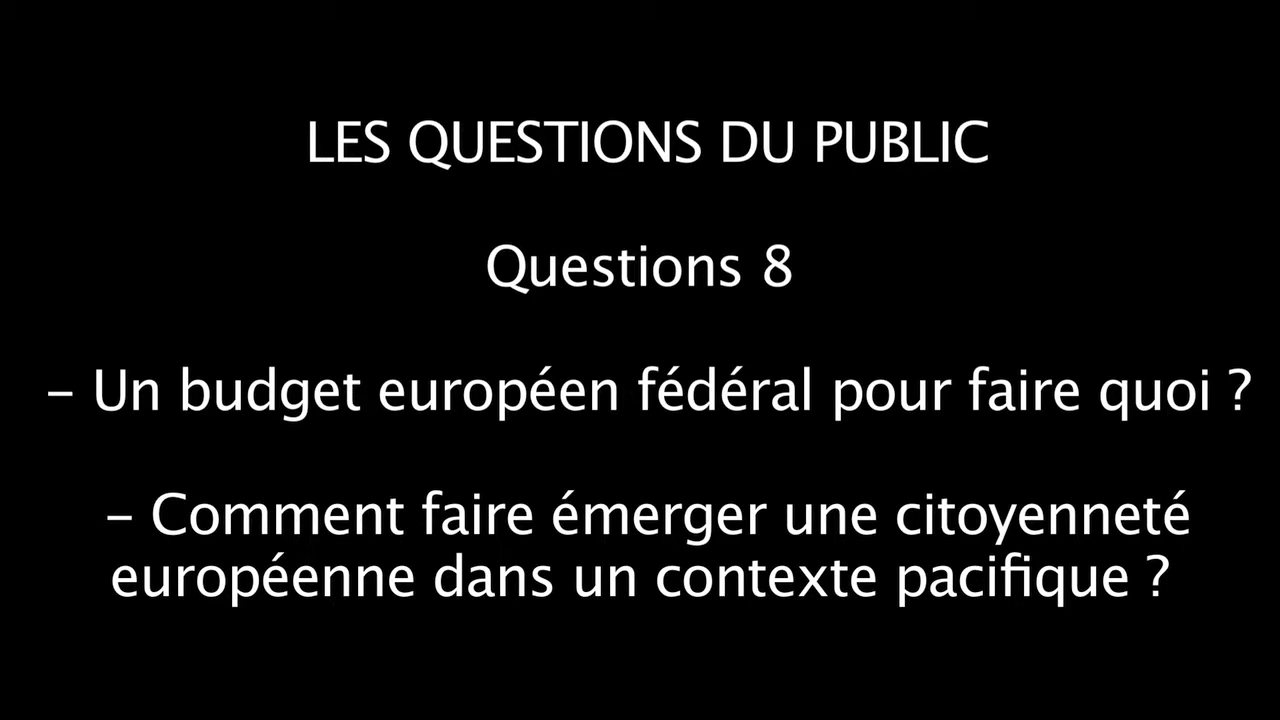 LES QUESTIONS DU PUBLIC
Questions 8
– Un budget européen fédéral pour faire quoi ?
– Comment faire émerger une citoyenneté
européenne dans un contexte pacifique ?